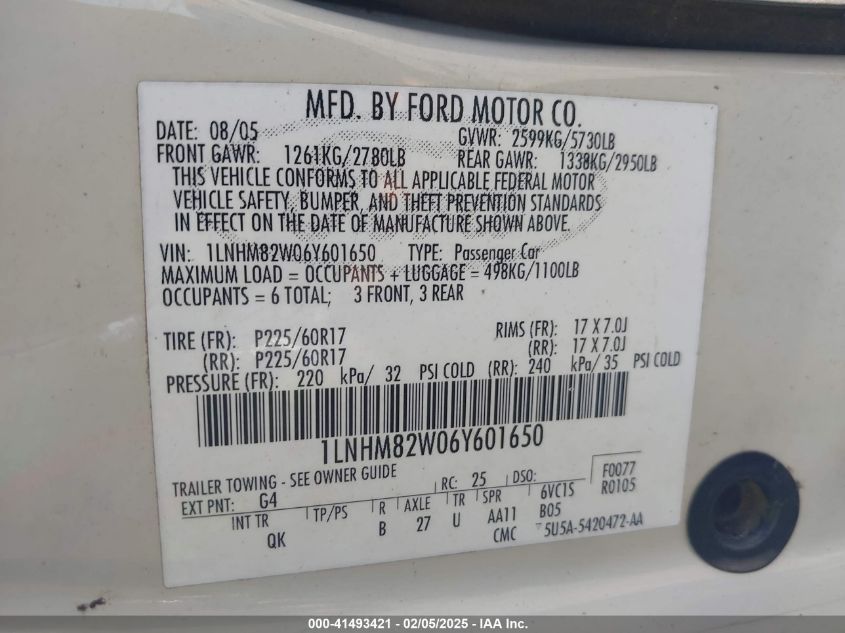 MFD. BY FORD MOTOR CO.
DATE: 08/05 GVWR: 2599KG/5730LB
FRONT GAWR: 1261KG/2780LB REAR GAWR: 1338KG/2950LB
THIS VEHICLE CONFORMS TO ALL APPLICABLE FEDERAL MOTOR
VEHICLE SAFETY, BUMPER, AND THEFT PREVENTION STANDARDS
IN EFFECT ON THE DATE OF MANUFACTURE SHOWN ABOVE.
VIN: 1LNHM82W06Y601650 TYPE: Passenger Car
MAXIMUM LOAD = OCCUPANTS + LUGGAGE = 498KG/1100LB
OCCUPANTS = 6 TOTAL; 3 FRONT, 3 REAR
TIRE (FR): P225/60R17 RIMS (FR): 17 X 7.0J
(RR): P225/60R17 (RR): 17 X 7.0J
PRESSURE (FR): 220 kPa/ 32 PSI COLD (RR): 240 kPa/ 35 PSI COLD
1LNHM82W06Y601650
TRAILER TOWING - SEE OWNER GUIDE
EXT PNT: G4 RC: 25 DSO: F0077
INT TR TP/PS R AXLE TR SPR 6VC1S R0105
QK B 27 U AA11 B05
CMC 5U5A-5420472-AA
000-41493421 - 02/05/2025 - IAA Inc.